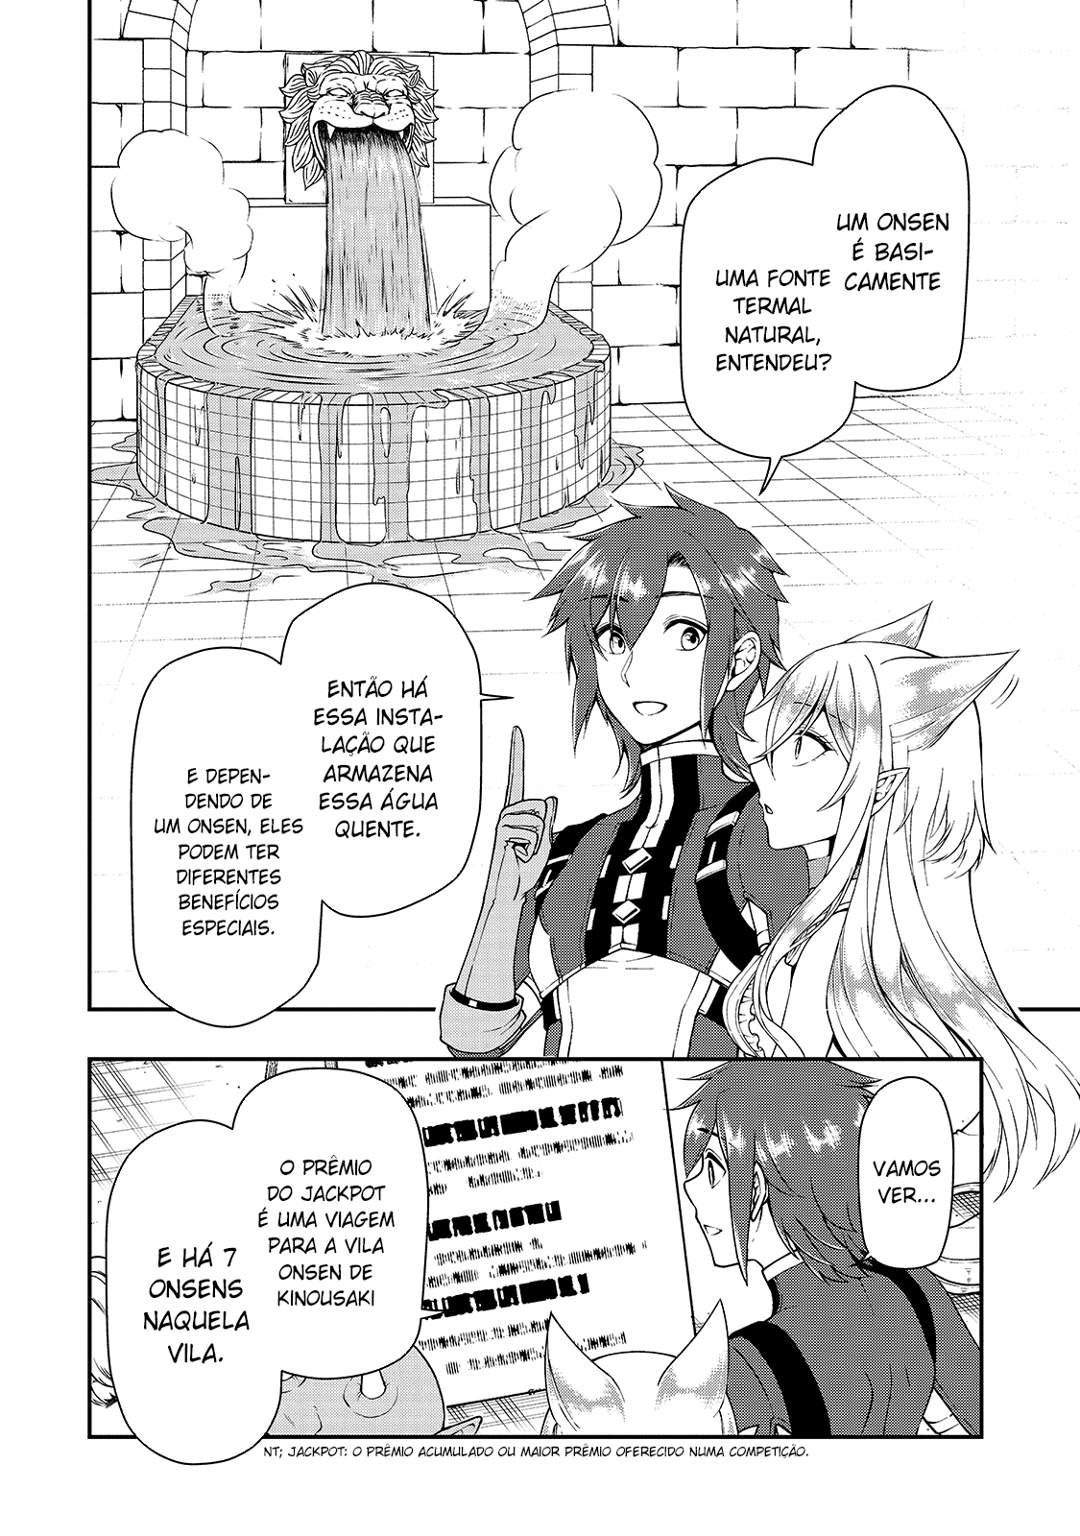 UM ONSEN
É BASI-
CAMENTE
UMA FONTE
TERMAL
NATURAL,
ENTENDEU?
ENTÃO HÁ
ESSA INSTA-
LAÇÃO QUE
ARMAZENA
ESSA ÁGUA
QUENTE.
E DEPEN-
DENDO DE
UM ONSEN, ELES
PODEM TER
DIFERENTES
BENEFÍCIOS
ESPECIAIS.
VAMOS
VER...
O PRÊMIO
DO JACKPOT
É UMA VIAGEM
PARA A VILA
ONSEN DE
KINOUSAKI
E HÁ 7
ONSENS
NAQUELA
VILA.
NT; JACKPOT: O PRÊMIO ACUMULADO OU MAIOR PRÊMIO OFERECIDO NUMA COMPETIÇÃO.